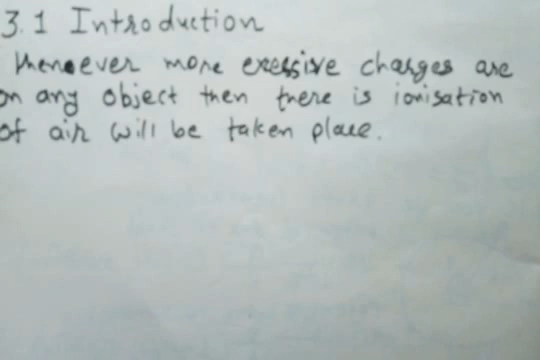 3.1 Introduction
Whenever more excessive charges are
on any object then there is ionisation
of air will be taken place.